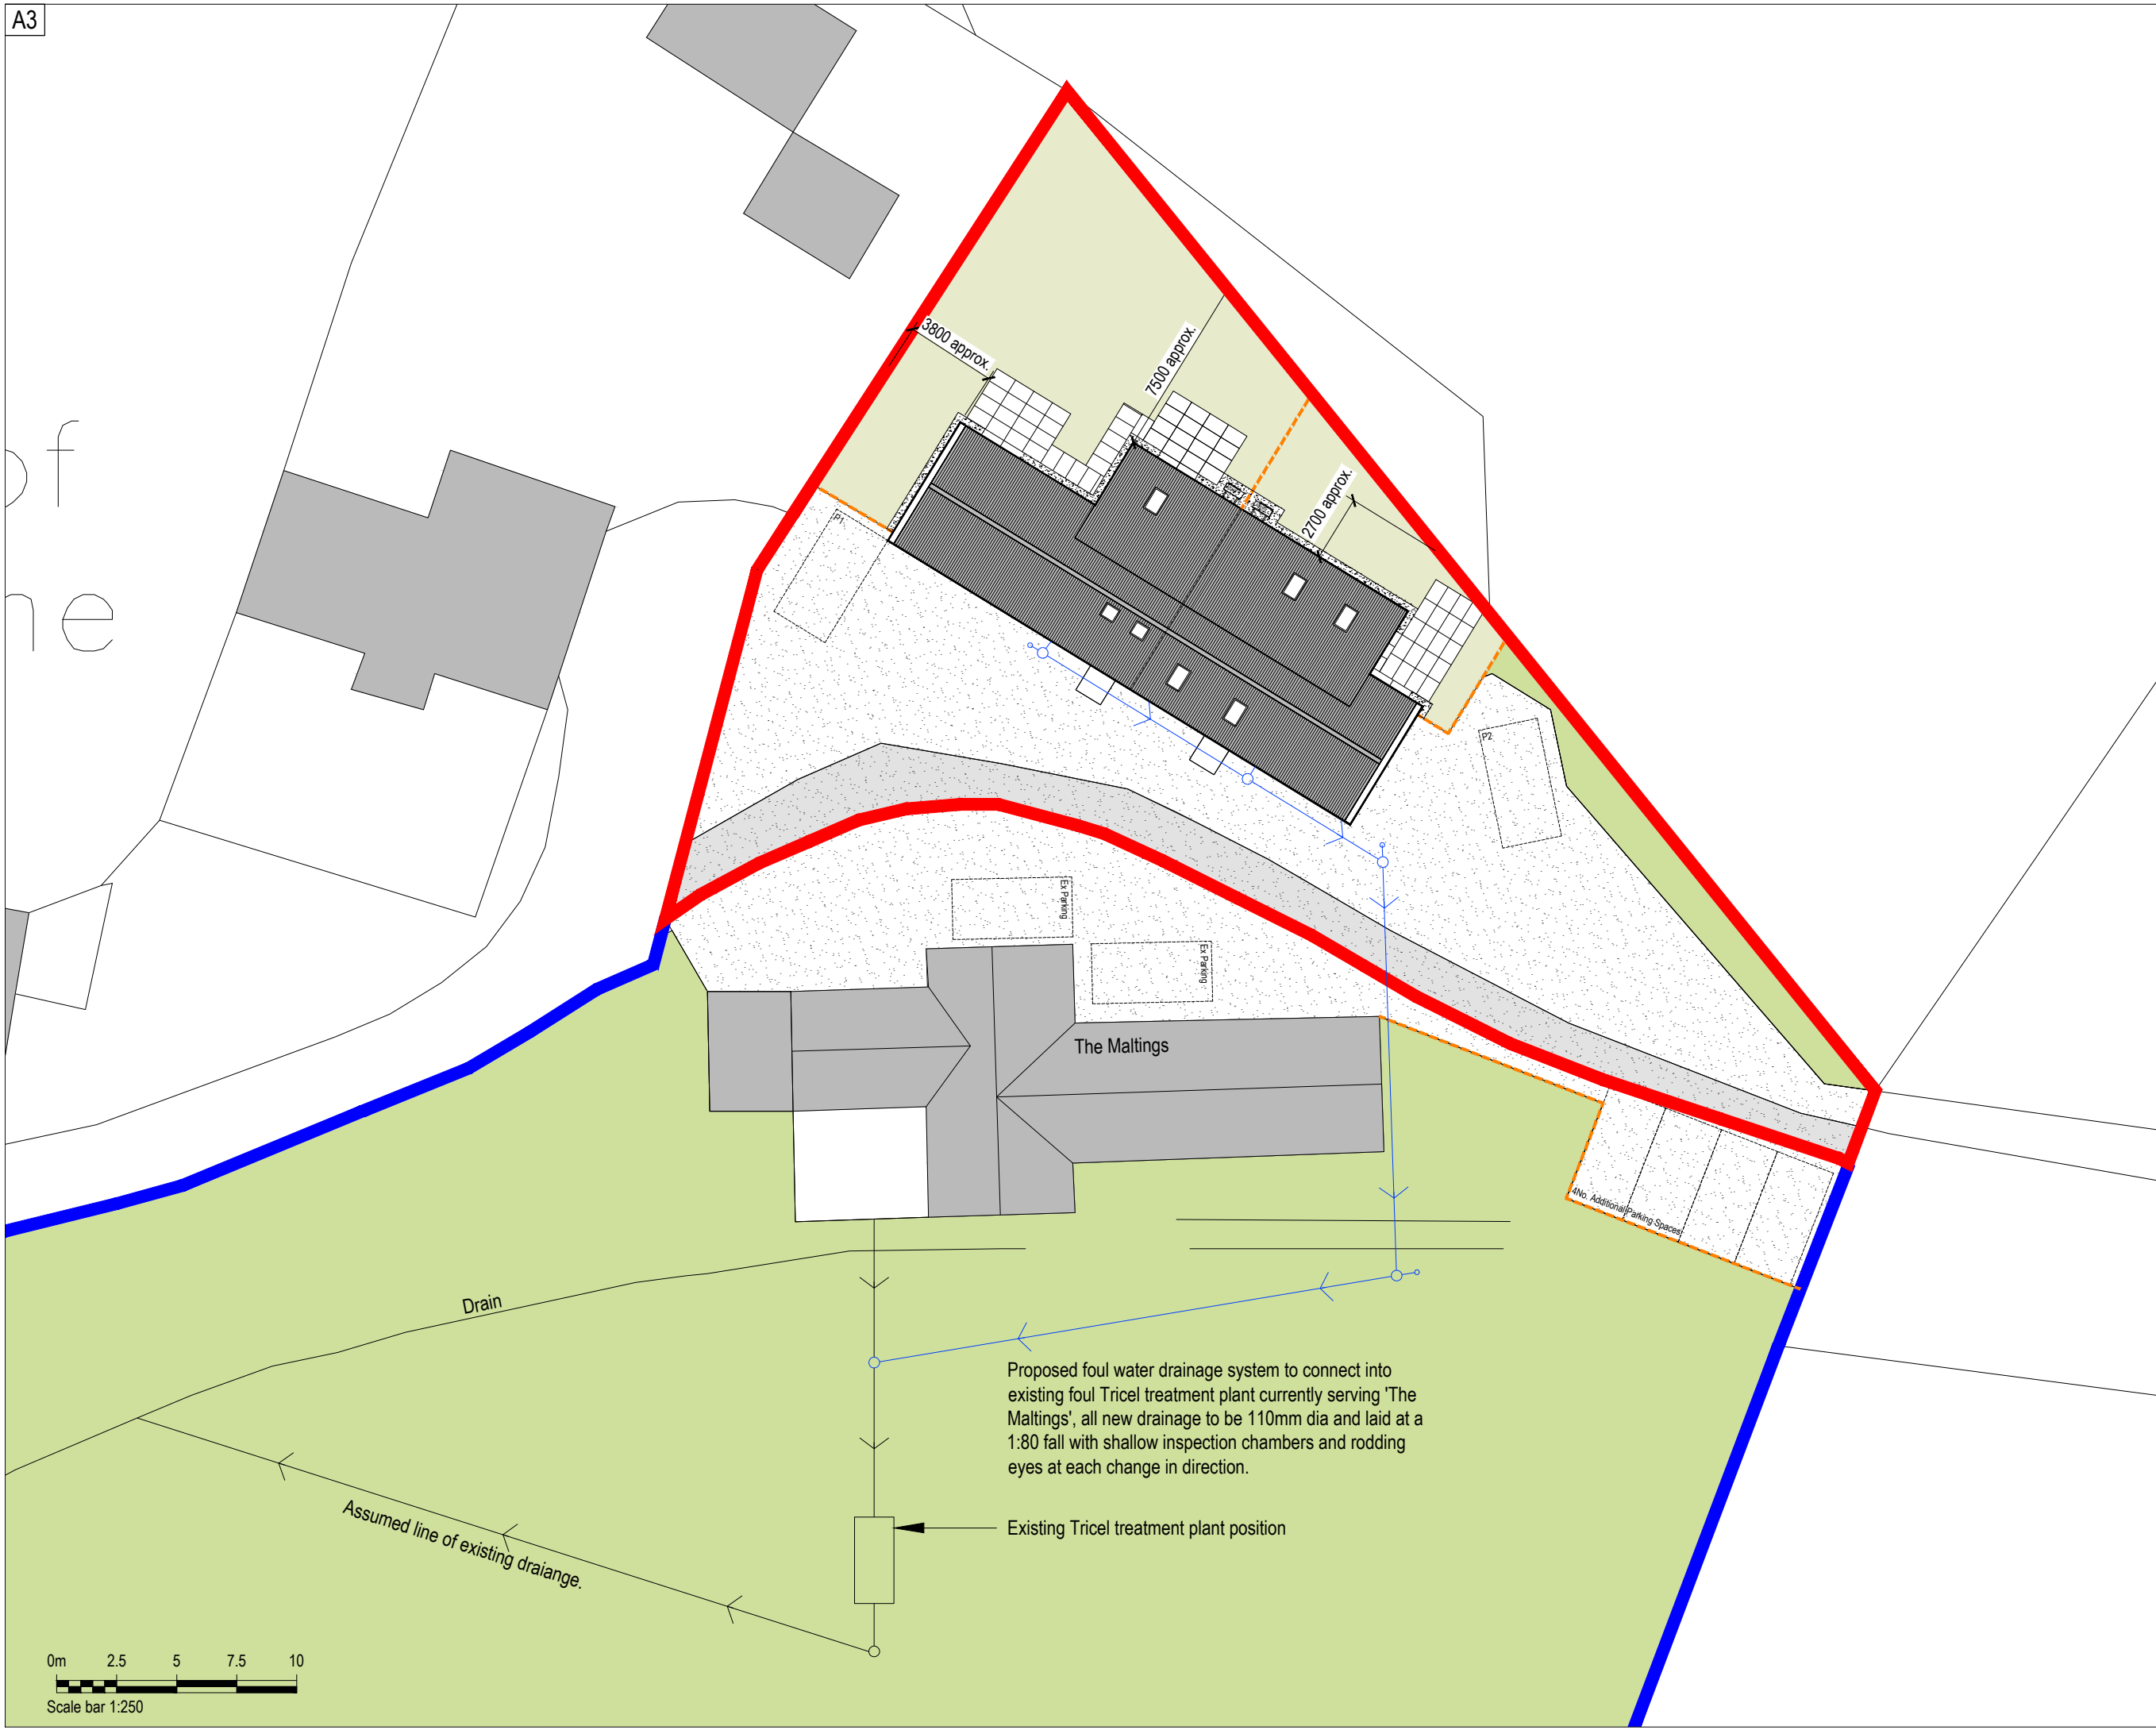 A3
of
ne
3800 approx.
7500 approx.
2700 approx.
P1
P2
Ex Parking
Ex Parking
The Maltings
4No. Additional Parking Spaces
Drain
Proposed foul water drainage system to connect into
existing foul Tricel treatment plant currently serving 'The
Maltings', all new drainage to be 110mm dia and laid at a
1:80 fall with shallow inspection chambers and rodding
eyes at each change in direction.
Existing Tricel treatment plant position
Assumed line of existing draiange.
0m 2.5 5 7.5 10
Scale bar 1:250